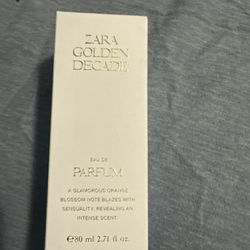 ZARA
GOLDEN
DECADE
EAU DE
PARFUM
A GLAMOROUS ORANGE
BLOSSOM NOTE BLAZES WITH
SENSUALITY, REVEALING AN
INTENSE SCENT.
℮80 ml 2.71 fl. oz.